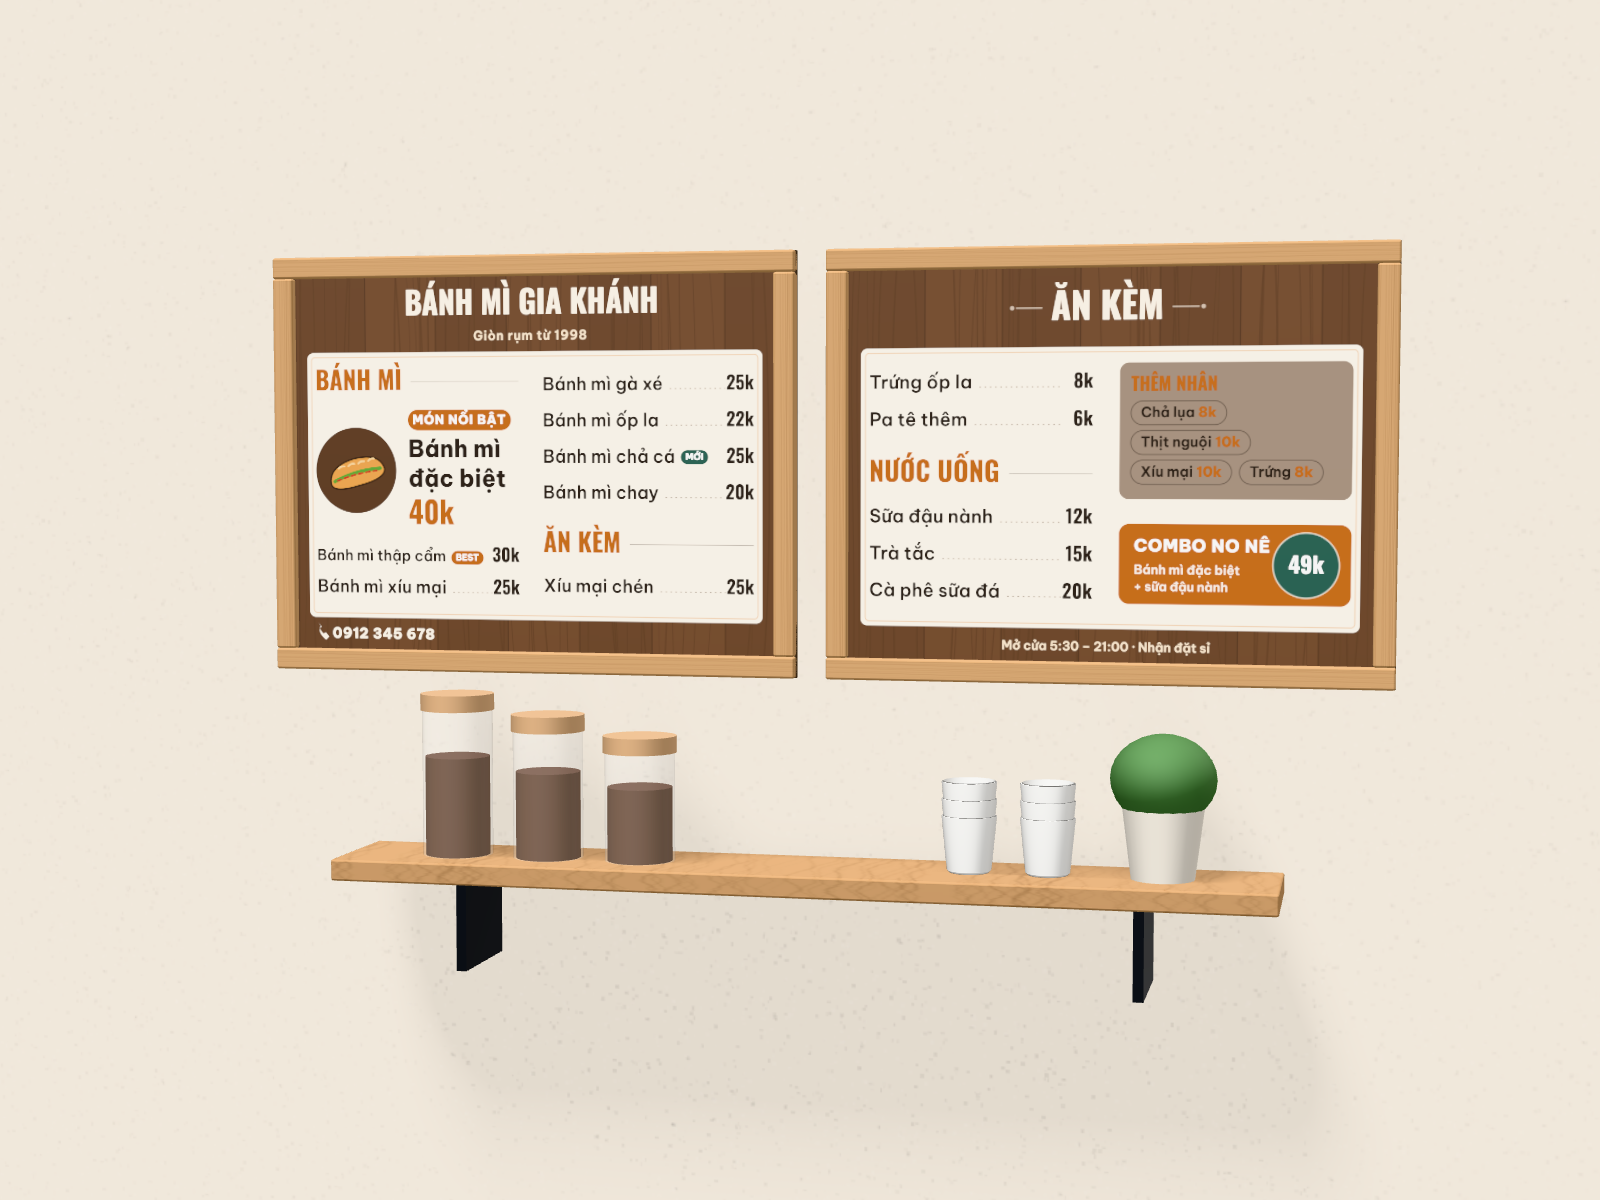 BÁNH MÌ GIA KHÁNH
Giòn rụm từ 1998
BÁNH MÌ
MÓN NỔI BẬT
Bánh mì
đặc biệt
40k
Bánh mì thập cẩm BEST 30k
Bánh mì xíu mại 25k
Bánh mì gà xé 25k
Bánh mì ốp la 22k
Bánh mì chả cá MỚI 25k
Bánh mì chay 20k
ĂN KÈM
Xíu mại chén 25k
0912 345 678
ĂN KÈM
Trứng ốp la 8k
Pa tê thêm 6k
NƯỚC UỐNG
Sữa đậu nành 12k
Trà tắc 15k
Cà phê sữa đá 20k
THÊM NHÂN
Chả lụa 8k
Thịt nguội 10k
Xíu mại 10k Trứng 8k
COMBO NO NÊ
Bánh mì đặc biệt
+ sữa đậu nành
49k
Mở cửa 5:30 – 21:00 · Nhận đặt sỉ